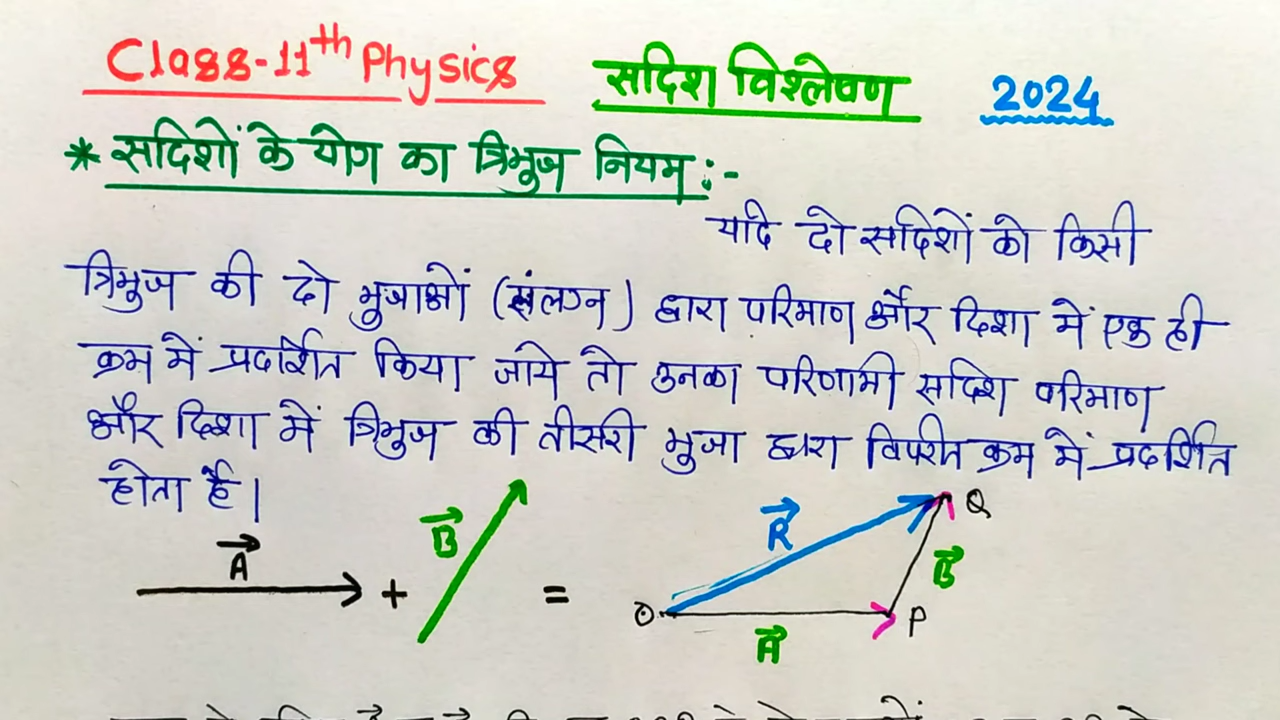 Class-11th Physics सदिश विश्लेषण 2024
* सदिशों के योग का त्रिभुज नियम :-
यदि दो सदिशों को किसी
त्रिभुज की दो भुजाओं (संलग्न) द्वारा परिमाण और दिशा में एक ही
क्रम में प्रदर्शित किया जाये तो उनका परिणामी सदिश परिमाण
और दिशा में त्रिभुज की तीसरी भुजा द्वारा विपरीत क्रम में प्रदर्शित
होता है।
A⃗ + B⃗ = R⃗ Q
B⃗
O P
A⃗